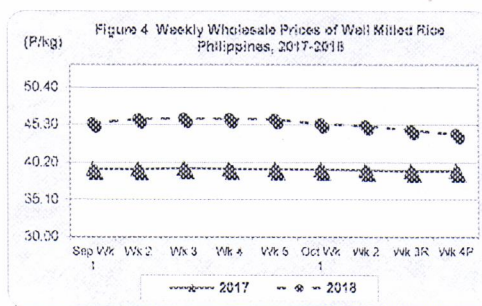 Figure 4 Weekly Wholesale Prices of Well Milled Rice
Philippines, 2017-2018
(P/kg)
50.40
45.30
40.20
35.10
30.00
Sep Wk 1
Wk 2
Wk 3
Wk 4
Wk 5
Oct Wk 1
Wk 2
Wk 3R
Wk 4P
2017
2018